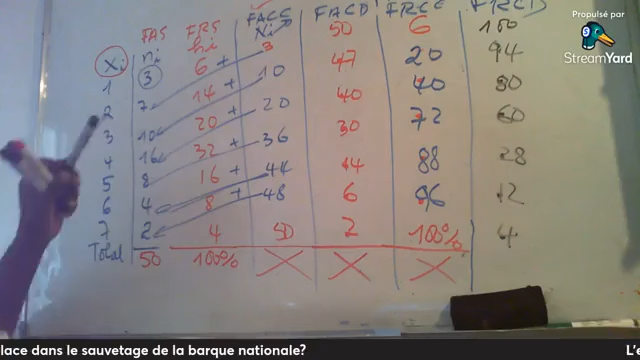 FAS FRS FACC FACD FRCC FRCD
Xi ni hi Ni 50 6 100
1 3 6 + 3 47 20 94
2 7 14 + 10 40 40 80
3 10 20 + 20 30 72 60
4 16 32 + 36 14 88 28
5 8 16 + 44 6 96 12
6 4 8 + 48 2 100% 4
7 2 4 50
Total 50 100%
Propulsé par
StreamYard
lace dans le sauvetage de la barque nationale?
L'e